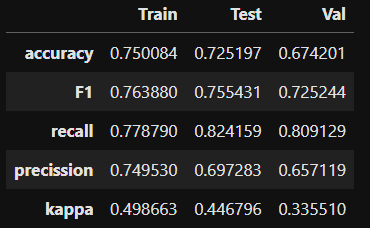 Train Test Val
accuracy 0.750084 0.725197 0.674201
F1 0.763880 0.755431 0.725244
recall 0.778790 0.824159 0.809129
precission 0.749530 0.697283 0.657119
kappa 0.498663 0.446796 0.335510